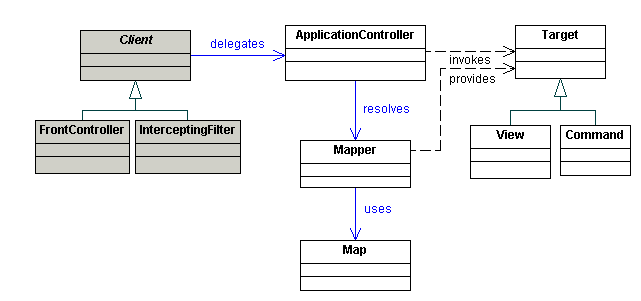 Client
delegates
ApplicationController
invokes
provides
Target
FrontController
InterceptingFilter
resolves
View
Command
Mapper
uses
Map